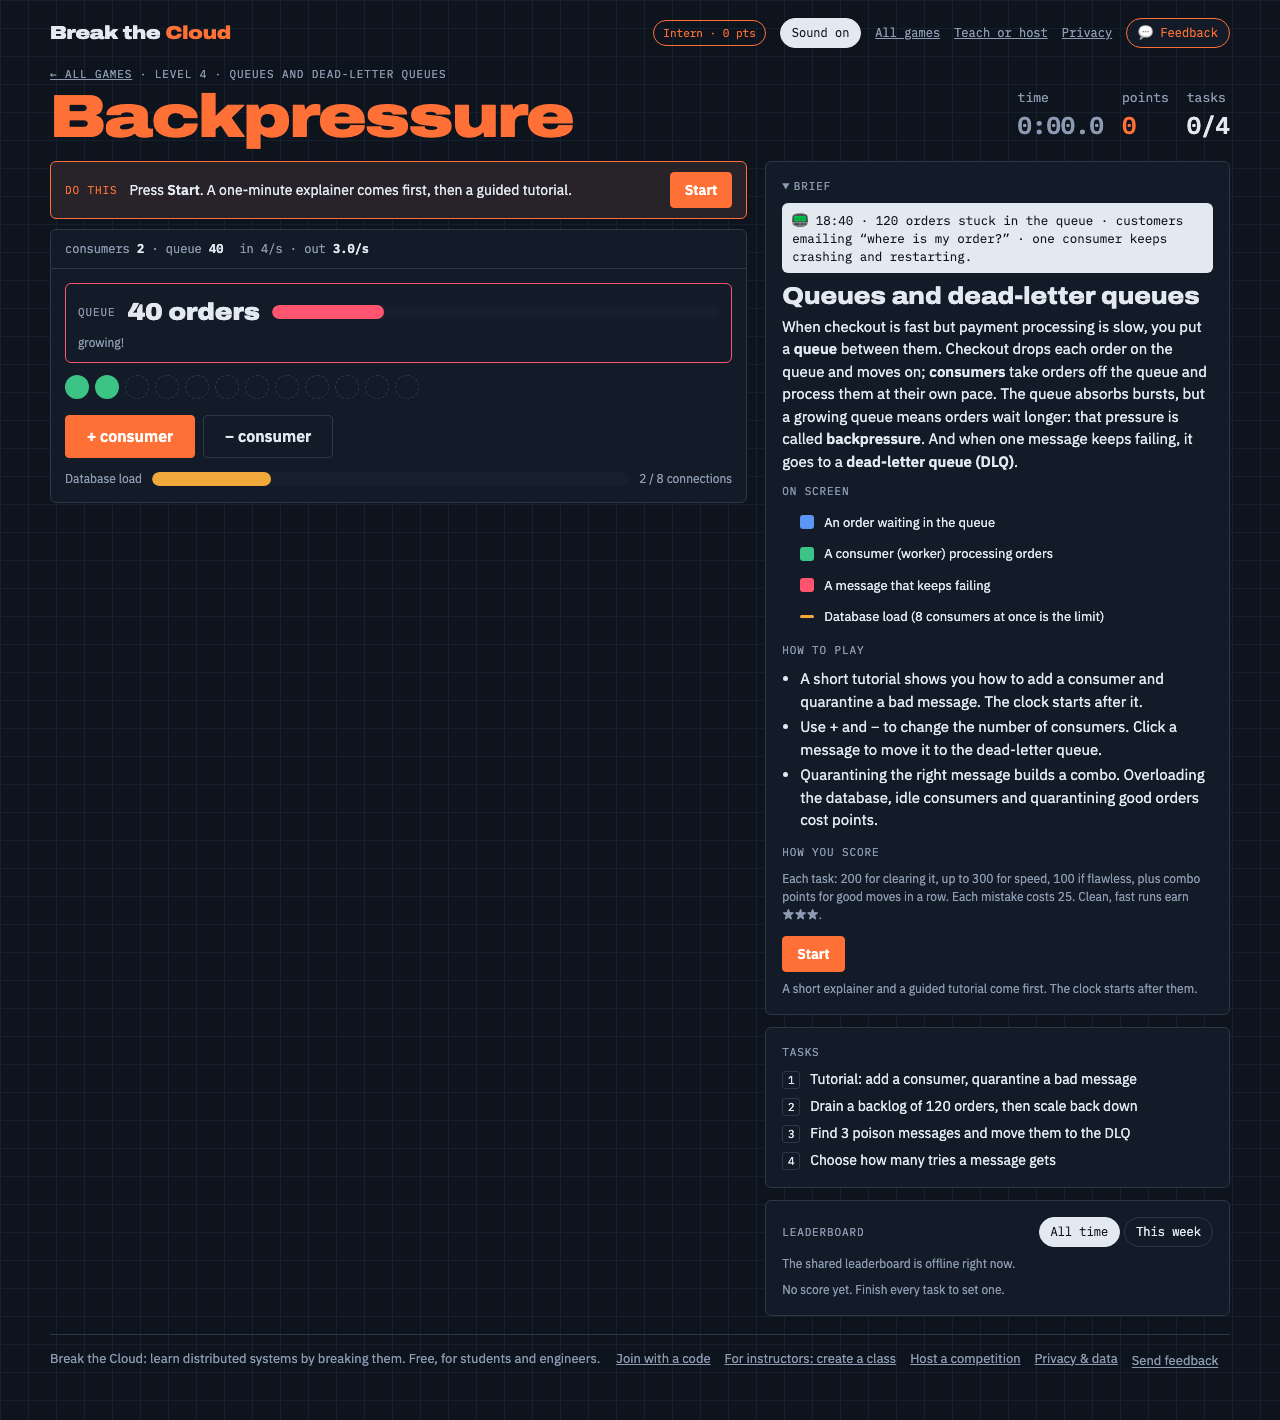 Break the Cloud
Intern · 0 pts
Sound on
All games
Teach or host
Privacy
💬 Feedback
← ALL GAMES · LEVEL 4 · QUEUES AND DEAD-LETTER QUEUES
Backpressure
time
0:00.0
points
0
tasks
0/4
DO THIS Press Start. A one-minute explainer comes first, then a guided tutorial.
Start
consumers 2 · queue 40 in 4/s · out 3.0/s
QUEUE 40 orders
growing!
+ consumer
− consumer
Database load
2 / 8 connections
▼ BRIEF
📟 18:40 · 120 orders stuck in the queue · customers
emailing “where is my order?” · one consumer keeps
crashing and restarting.
Queues and dead-letter queues
When checkout is fast but payment processing is slow, you put
a queue between them. Checkout drops each order on the
queue and moves on; consumers take orders off the queue and
process them at their own pace. The queue absorbs bursts, but
a growing queue means orders wait longer: that pressure is
called backpressure. And when one message keeps failing, it
goes to a dead-letter queue (DLQ).
ON SCREEN
An order waiting in the queue
A consumer (worker) processing orders
A message that keeps failing
Database load (8 consumers at once is the limit)
HOW TO PLAY
• A short tutorial shows you how to add a consumer and
quarantine a bad message. The clock starts after it.
• Use + and − to change the number of consumers. Click a
message to move it to the dead-letter queue.
• Quarantining the right message builds a combo. Overloading
the database, idle consumers and quarantining good orders
cost points.
HOW YOU SCORE
Each task: 200 for clearing it, up to 300 for speed, 100 if flawless, plus combo
points for good moves in a row. Each mistake costs 25. Clean, fast runs earn
★★★.
Start
A short explainer and a guided tutorial come first. The clock starts after them.
TASKS
1 Tutorial: add a consumer, quarantine a bad message
2 Drain a backlog of 120 orders, then scale back down
3 Find 3 poison messages and move them to the DLQ
4 Choose how many tries a message gets
LEADERBOARD
All time
This week
The shared leaderboard is offline right now.
No score yet. Finish every task to set one.
Break the Cloud: learn distributed systems by breaking them. Free, for students and engineers.
Join with a code
For instructors: create a class
Host a competition
Privacy & data
Send feedback